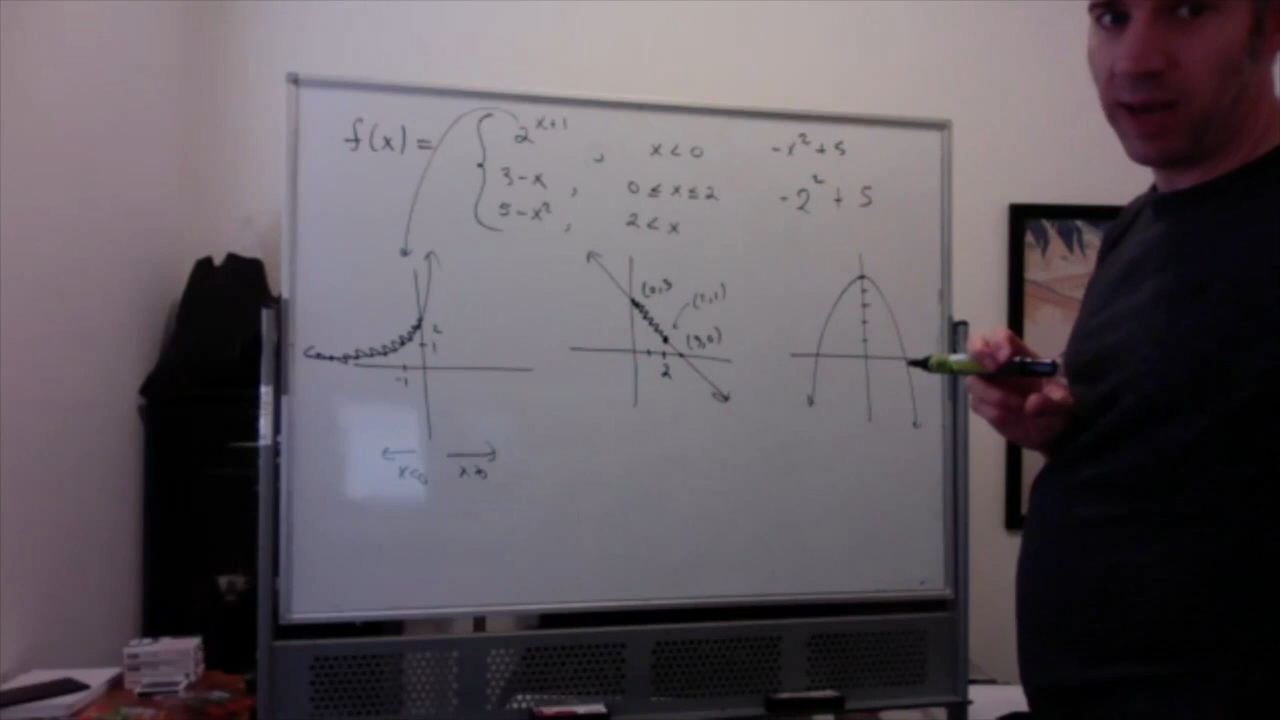 f(x) = { 2^x+1 , x < 0
3-x , 0 ≤ x ≤ 2
5-x² , 2 < x
-x²+5
-2² + 5
2
1
-1
x<0
x>0
(0,3
(2,1)
(3,0)
2